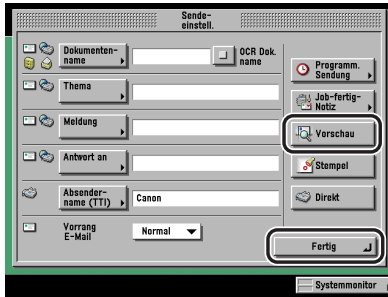 Sende-
einstell.
Dokumenten-
name
OCR Dok.
name
Programm.
Sendung
Thema
Job-fertig-
Notiz
Meldung
Vorschau
Antwort an
Stempel
Absender-
name (TTI)
Canon
Direkt
Vorrang
E-Mail
Normal
Fertig
Systemmonitor